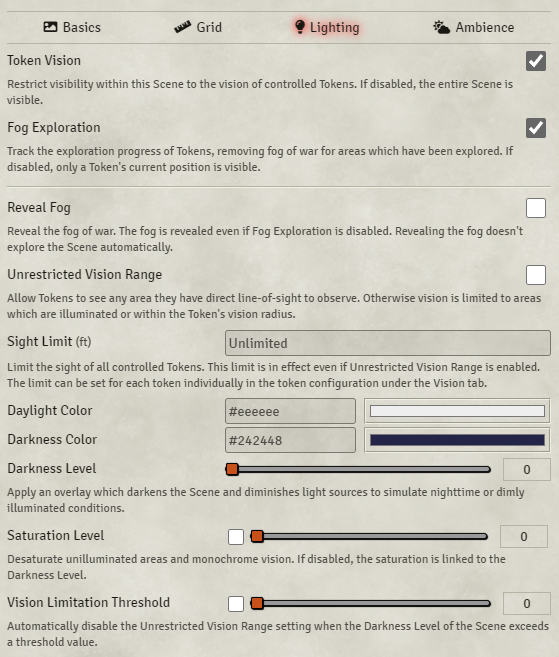 Basics Grid Lighting Ambience
Token Vision
Restrict visibility within this Scene to the vision of controlled Tokens. If disabled, the entire Scene is
visible.
Fog Exploration
Track the exploration progress of Tokens, removing fog of war for areas which have been explored. If
disabled, only a Token's current position is visible.
Reveal Fog
Reveal the fog of war. The fog is revealed even if Fog Exploration is disabled. Revealing the fog doesn't
explore the Scene automatically.
Unrestricted Vision Range
Allow Tokens to see any area they have direct line-of-sight to observe. Otherwise vision is limited to areas
which are illuminated or within the Token's vision radius.
Sight Limit (ft) Unlimited
Limit the sight of all controlled Tokens. This limit is in effect even if Unrestricted Vision Range is enabled.
The limit can be set for each token individually in the token configuration under the Vision tab.
Daylight Color #eeeeee
Darkness Color #242448
Darkness Level 0
Apply an overlay which darkens the Scene and diminishes light sources to simulate nighttime or dimly
illuminated conditions.
Saturation Level 0
Desaturate unilluminated areas and monochrome vision. If disabled, the saturation is linked to the
Darkness Level.
Vision Limitation Threshold 0
Automatically disable the Unrestricted Vision Range setting when the Darkness Level of the Scene exceeds
a threshold value.